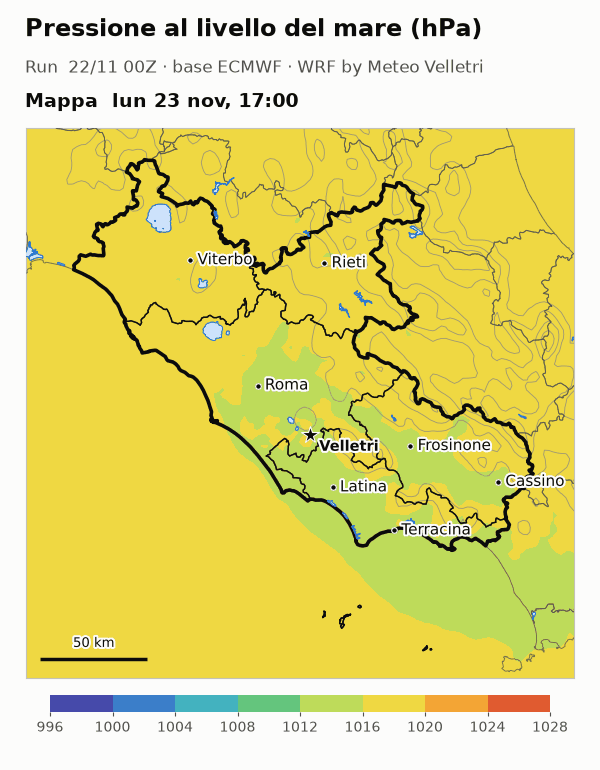 Pressione al livello del mare (hPa)
Run  22/11 00Z · base ECMWF · WRF by Meteo Velletri
Mappa  lun 23 nov, 17:00
Viterbo
Rieti
Roma
Velletri
Frosinone
Cassino
Latina
Terracina
50 km
996 1000 1004 1008 1012 1016 1020 1024 1028